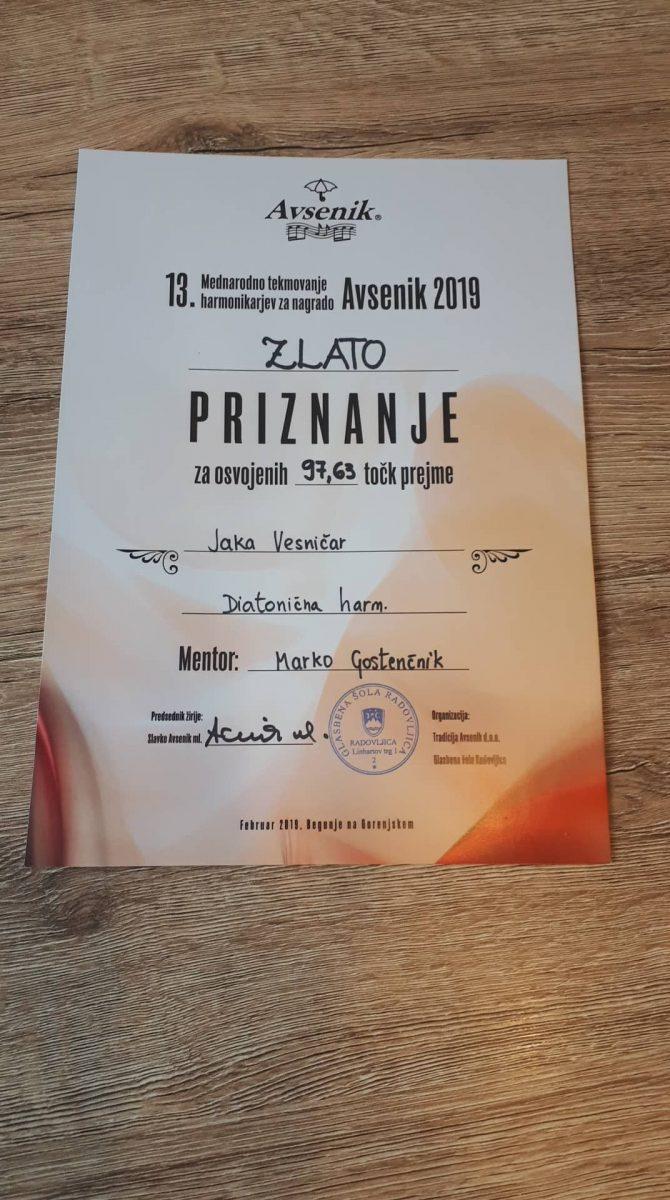 Avsenik®
13. Mednarodno tekmovanje
harmonikarjev za nagrado Avsenik 2019
ZLATO
PRIZNANJE
za osvojenih 97,63 točk prejme
Jaka Vesničar
Diatonična harm.
Mentor: Marko Gostenčnik
Predsednik žirije:
Slavko Avsenik ml.
GLASBENA ŠOLA RADOVLJICA
RADOVLJICA
Linhartov trg 1
2
Organizacija:
Tradicija Avsenik d.o.o.
Glasbena šola Radovljica
Februar 2019, Begunje na Gorenjskem